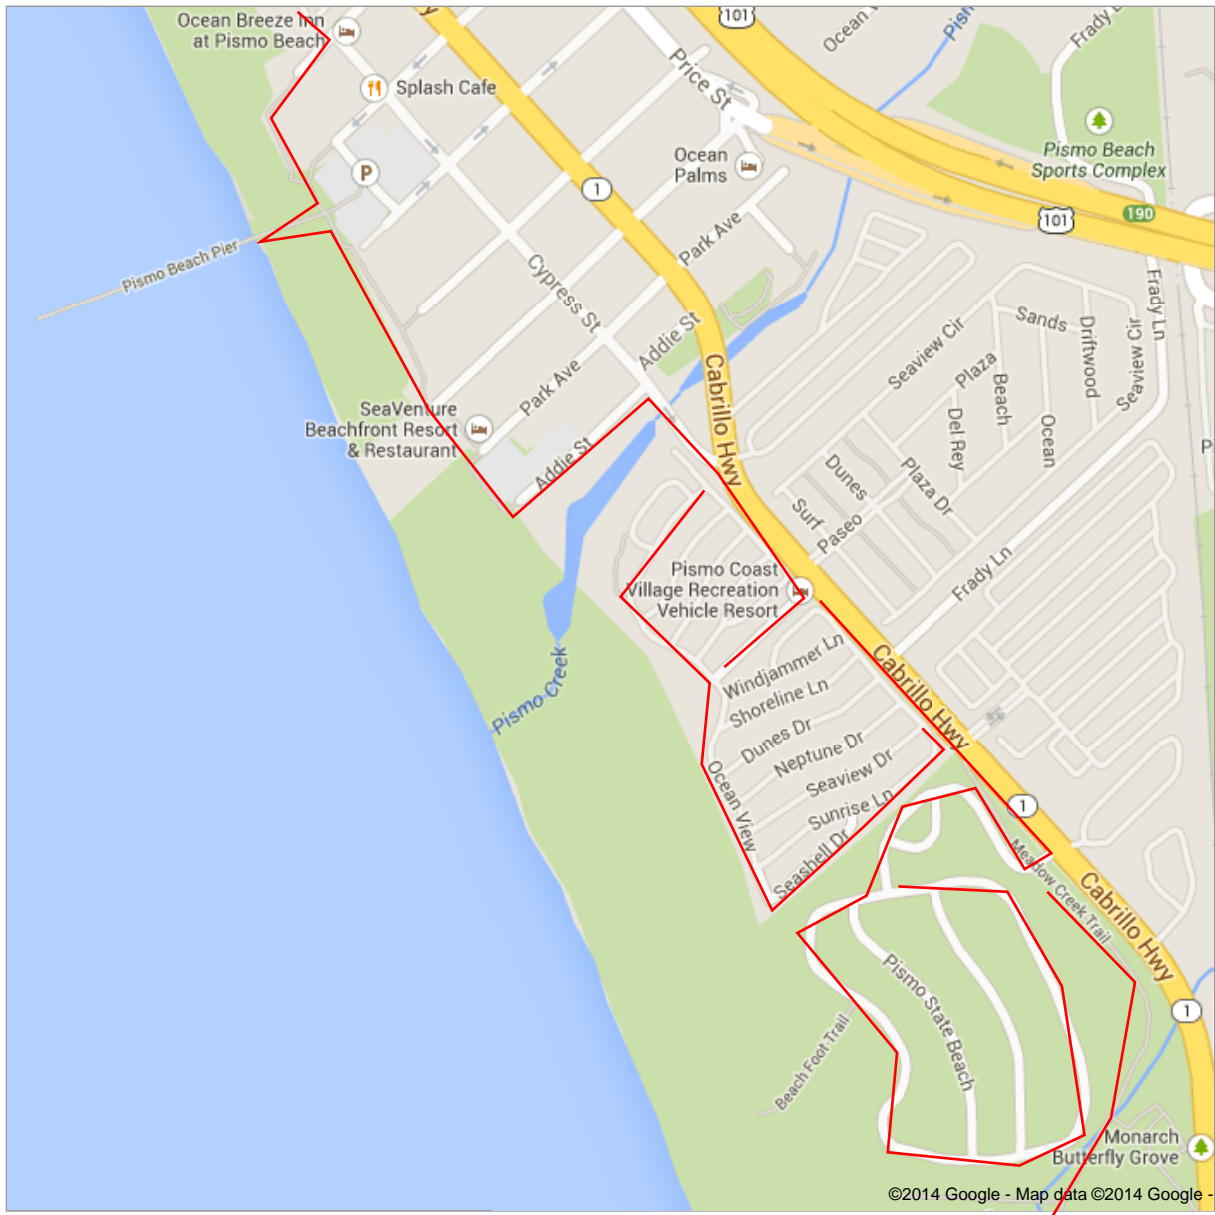 Ocean Breeze Inn
at Pismo Beach
101
Frady L
Splash Cafe
Price St
P
Ocean
Palms
1
Pismo Beach
Sports Complex
190
101
Park Ave
Pismo Beach Pier
Cypress St
Frady Ln
Addie St
Sands
Driftwood
Seaview Cir
Seaview Cir
Plaza
Beach
Park Ave
Cabrillo Hwy
SeaVenture
Beachfront Resort
& Restaurant
Del Rey
Ocean
P
Addie St
Dunes
Plaza Dr
Surf
Paseo
Frady Ln
Pismo Coast
Village Recreation
Vehicle Resort
Pismo Creek
Windjammer Ln
Shoreline Ln
Cabrillo Hwy
Dunes Dr
Neptune Dr
Seaview Dr
Ocean View
Sunrise Ln
1
Seashell Dr
Meadow Creek Trail
Cabrillo Hwy
Pismo State Beach
1
Beach Foot Trail
Monarch
Butterfly Grove
©2014 Google - Map data ©2014 Google -